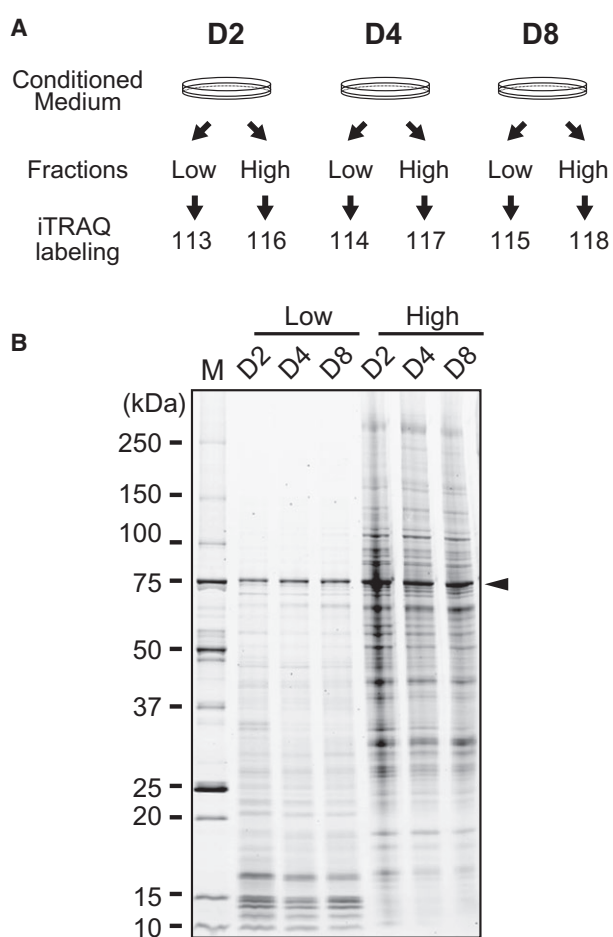 A
D2 D4 D8
Conditioned
Medium
Fractions Low High Low High Low High
iTRAQ
labeling 113 116 114 117 115 118
B
Low High
M D2 D4 D8 D2 D4 D8
(kDa)
250
150
100
75
50
37
25
20
15
10